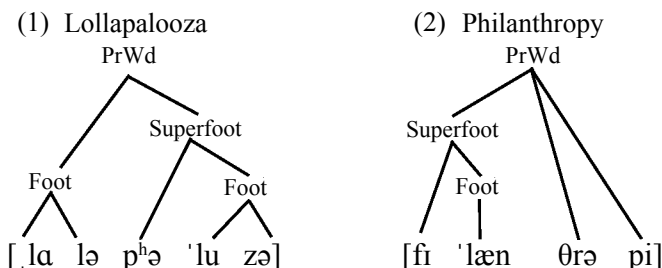 (1) Lollapalooza (2) Philanthropy
PrWd PrWd
Superfoot Superfoot
Foot Foot Foot
[ˌlɑ lə pʰə ˈlu zə] [fɪ ˈlæn θrə pi]